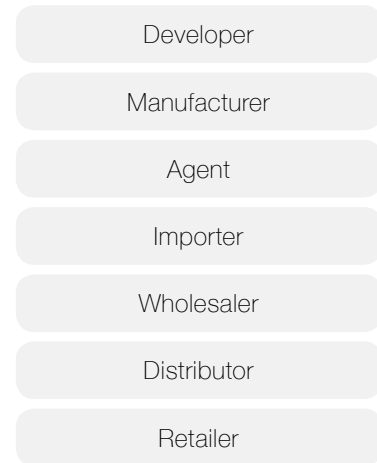 Developer
Manufacturer
Agent
Importer
Wholesaler
Distributor
Retailer